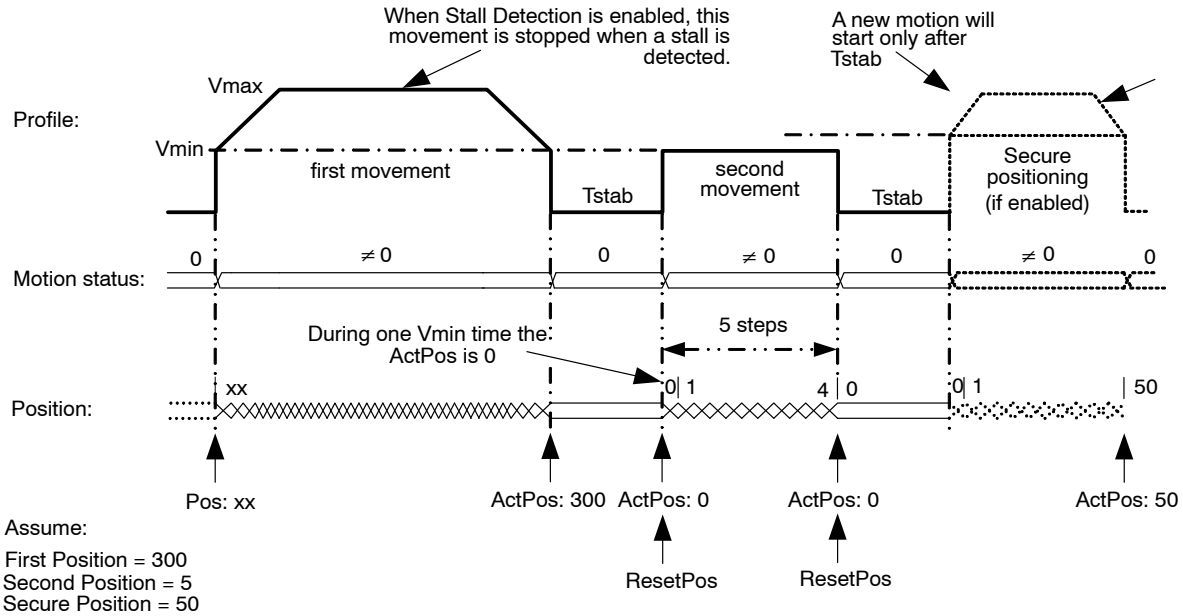 When Stall Detection is enabled, this
movement is stopped when a stall is
detected.
A new motion will
start only after
Tstab
Profile:
Vmax
Vmin
first movement
Tstab
second
movement
Tstab
Secure
positioning
(if enabled)
Motion status:
0
≠ 0
0
≠ 0
0
≠ 0
0
During one Vmin time the
ActPos is 0
5 steps
Position:
xx
0 1
4 0
0 1
50
Pos: xx
ActPos: 300
ActPos: 0
ActPos: 0
ActPos: 50
ResetPos
ResetPos
Assume:
First Position = 300
Second Position = 5
Secure Position = 50